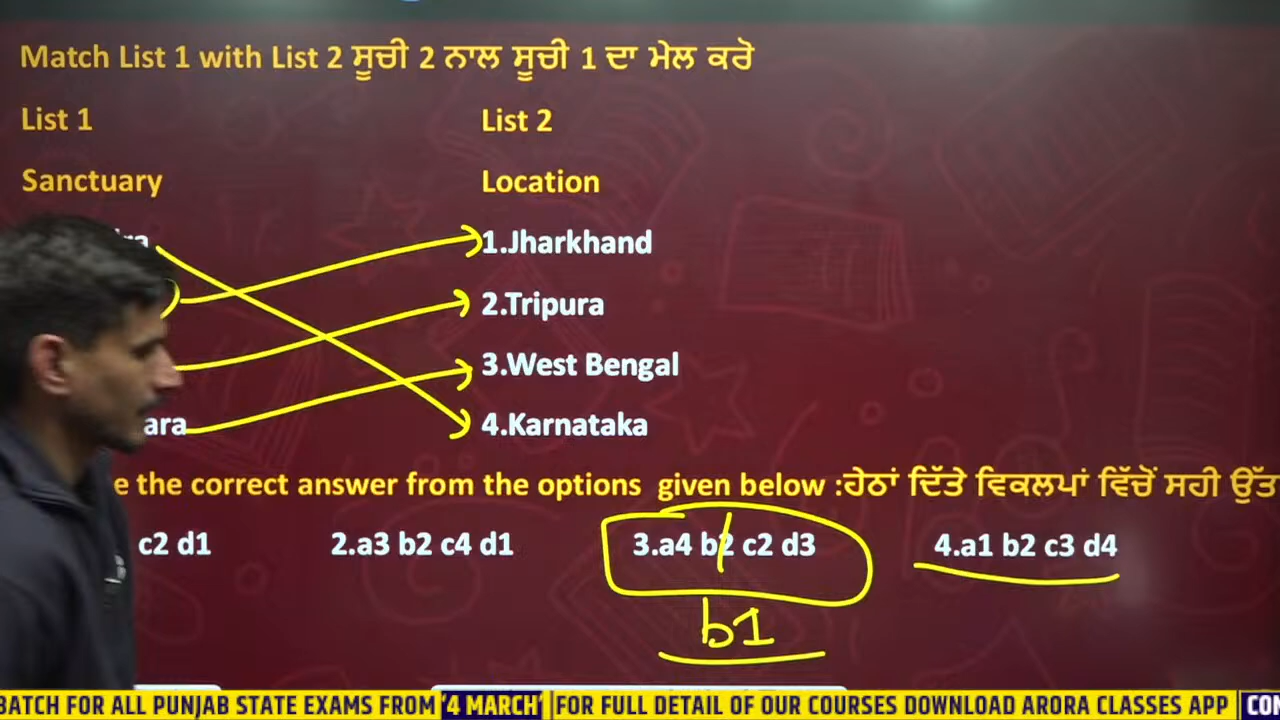 Match List 1 with List 2 ਸੂਚੀ 2 ਨਾਲ ਸੂਚੀ 1 ਦਾ ਮੇਲ ਕਰੋ
List 1 List 2
Sanctuary Location
1.Jharkhand
2.Tripura
3.West Bengal
ara 4.Karnataka
e the correct answer from the options given below :ਹੇਠਾਂ ਦਿੱਤੇ ਵਿਕਲਪਾਂ ਵਿੱਚੋਂ ਸਹੀ ਉੱਤ
c2 d1 2.a3 b2 c4 d1 3.a4 b2 c2 d3 4.a1 b2 c3 d4
b1
BATCH FOR ALL PUNJAB STATE EXAMS FROM '4 MARCH' |FOR FULL DETAIL OF OUR COURSES DOWNLOAD ARORA CLASSES APP